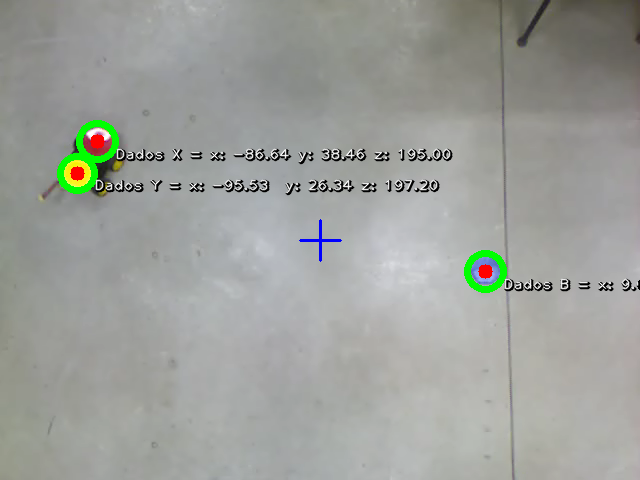 Dados X = x: -86.64 y: 38.46 z: 195.00
Dados Y = x: -95.53 y: 26.34 z: 197.20
Dados B = x: 9.